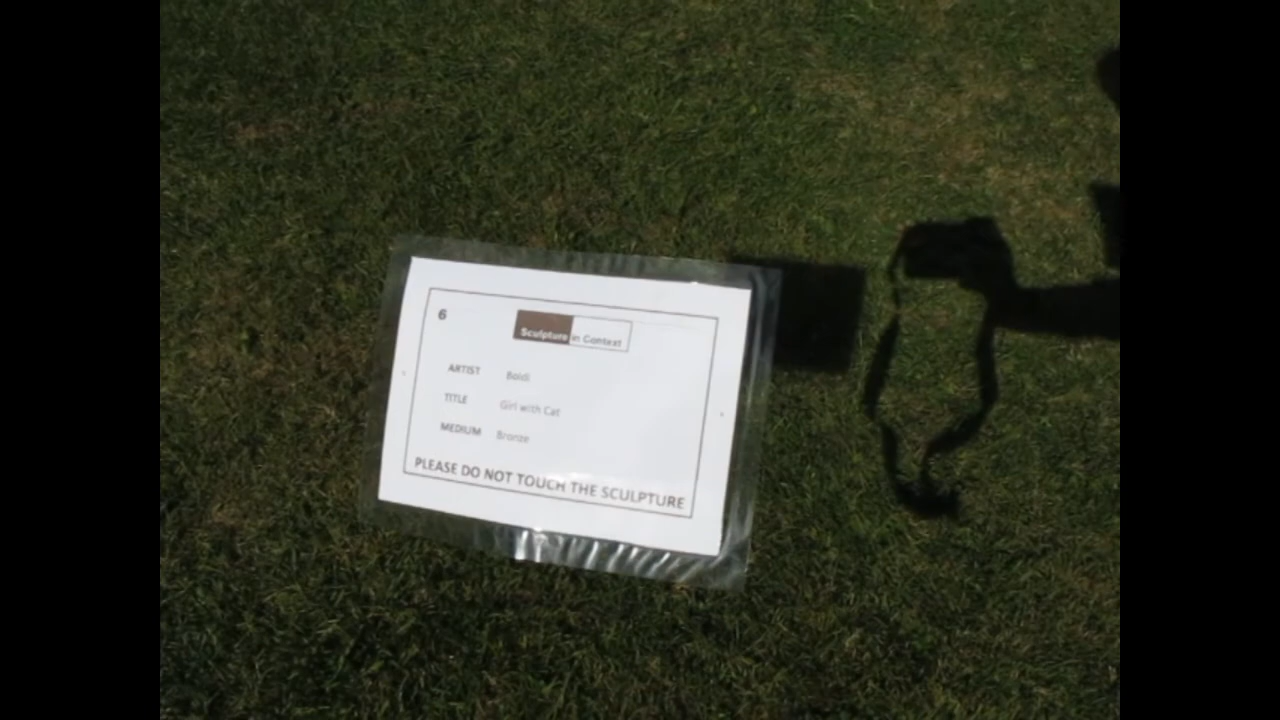 6
Sculpture in Context
ARTIST Boldi
TITLE Girl with Cat
MEDIUM Bronze
PLEASE DO NOT TOUCH THE SCULPTURE